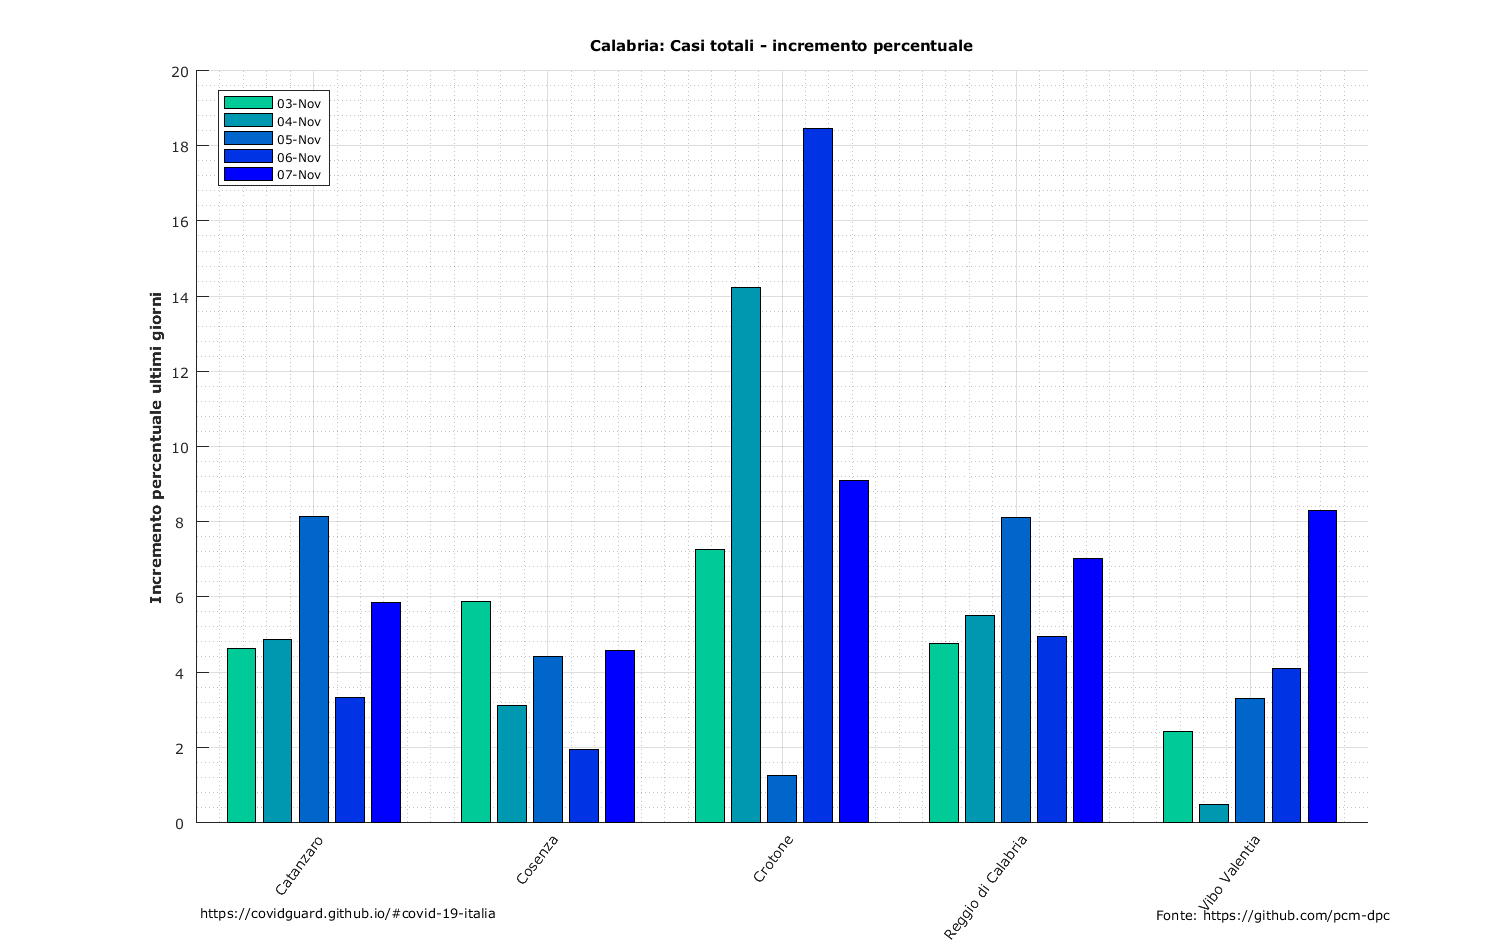 Calabria: Casi totali - incremento percentuale
Incremento percentuale ultimi giorni
20
18
16
14
12
10
8
6
4
2
0
03-Nov
04-Nov
05-Nov
06-Nov
07-Nov
Catanzaro
Cosenza
Crotone
Reggio di Calabria
Vibo Valentia
https://covidguard.github.io/#covid-19-italia
Fonte: https://github.com/pcm-dpc